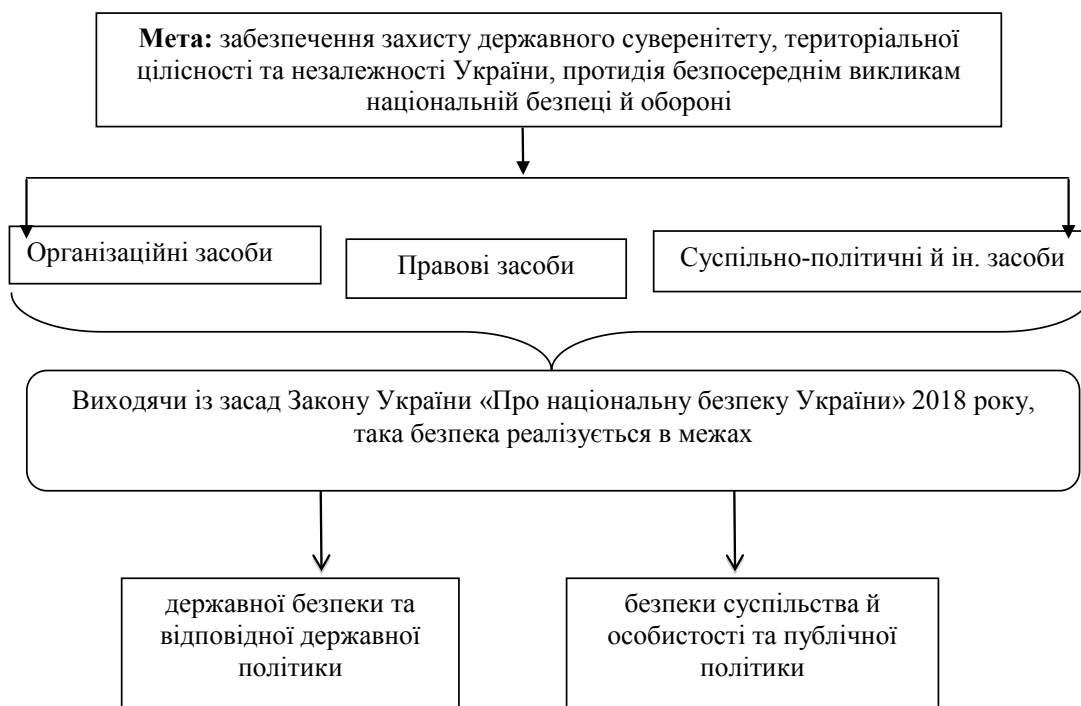 Мета: забезпечення захисту державного суверенітету, територіальної
цілісності та незалежності України, протидія безпосереднім викликам
національній безпеці й обороні
Організаційні засоби
Правові засоби
Суспільно-політичні й ін. засоби
Виходячи із засад Закону України «Про національну безпеку України» 2018 року,
така безпека реалізується в межах
державної безпеки та
відповідної державної
політики
безпеки суспільства й
особистості та публічної
політики